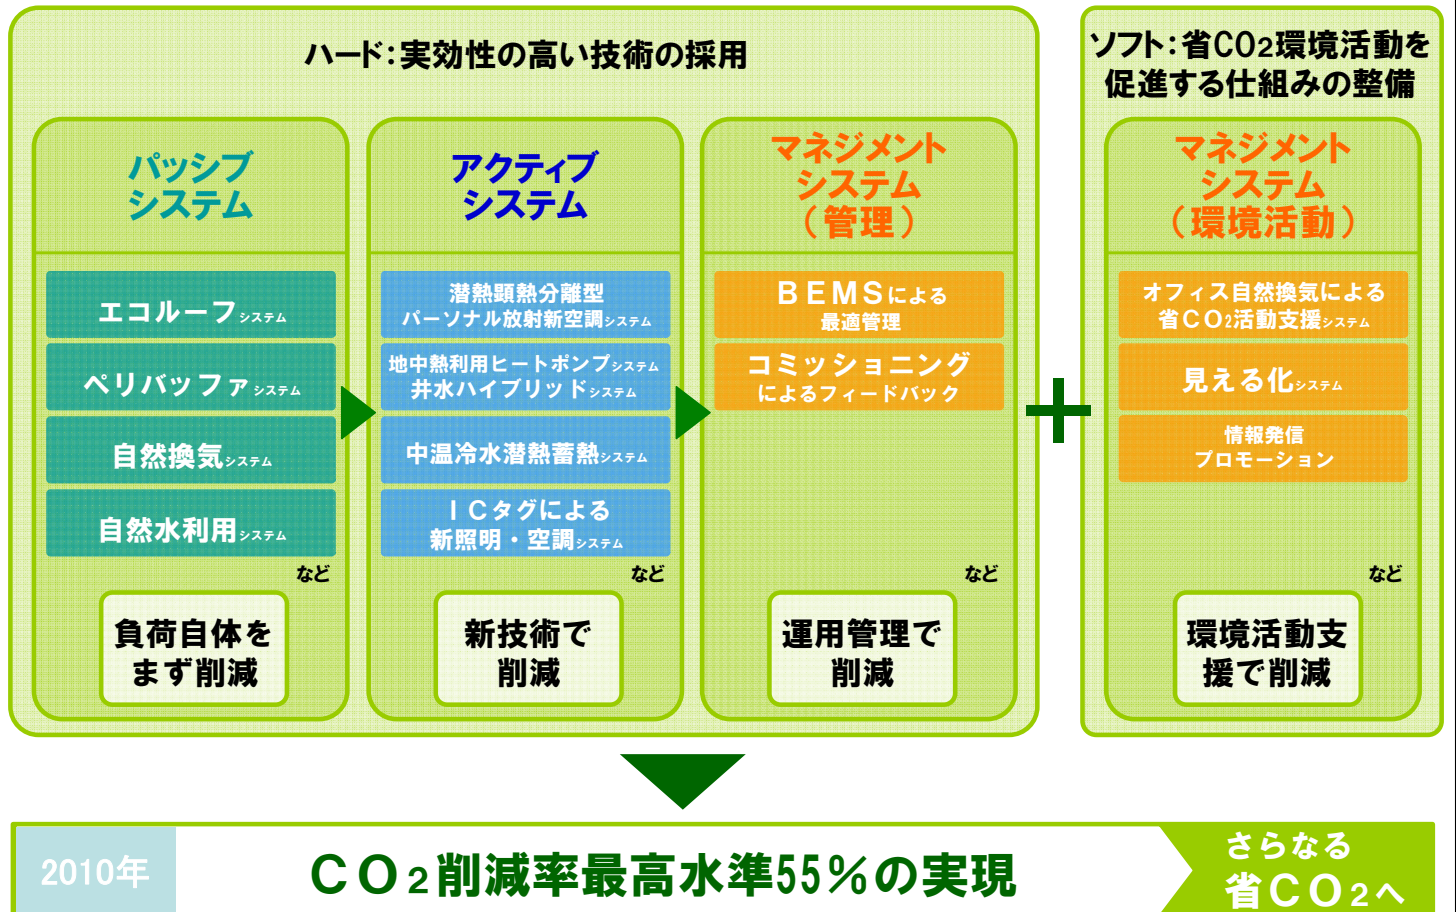 ハード:実効性の高い技術の採用
パッシブ
システム
エコルーフシステム
ペリバッファシステム
自然換気システム
自然水利用システム
など
負荷自体を
まず削減
アクティブ
システム
潜熱顕熱分離型
パーソナル放射新空調システム
地中熱利用ヒートポンプシステム
井水ハイブリッドシステム
中温冷水潜熱蓄熱システム
ICタグによる
新照明・空調システム
など
新技術で
削減
マネジメント
システム
(管理)
BEMSによる
最適管理
コミッショニング
によるフィードバック
など
運用管理で
削減
ソフト:省CO2環境活動を
促進する仕組みの整備
マネジメント
システム
(環境活動)
オフィス自然換気による
省CO2活動支援システム
見える化システム
情報発信
プロモーション
など
環境活動支
援で削減
2010年
CO2削減率最高水準55%の実現
さらなる
省CO2へ